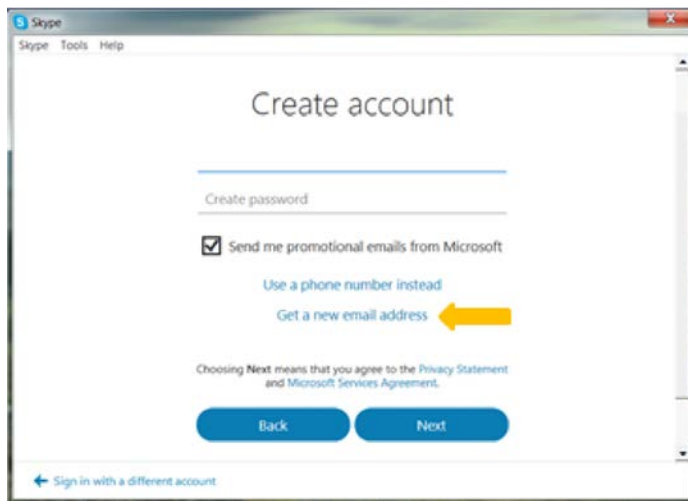 Skype
Skype Tools Help
Create account
Create password
Send me promotional emails from Microsoft
Use a phone number instead
Get a new email address
Choosing Next means that you agree to the Privacy Statement
and Microsoft Services Agreement.
Back Next
Sign in with a different account